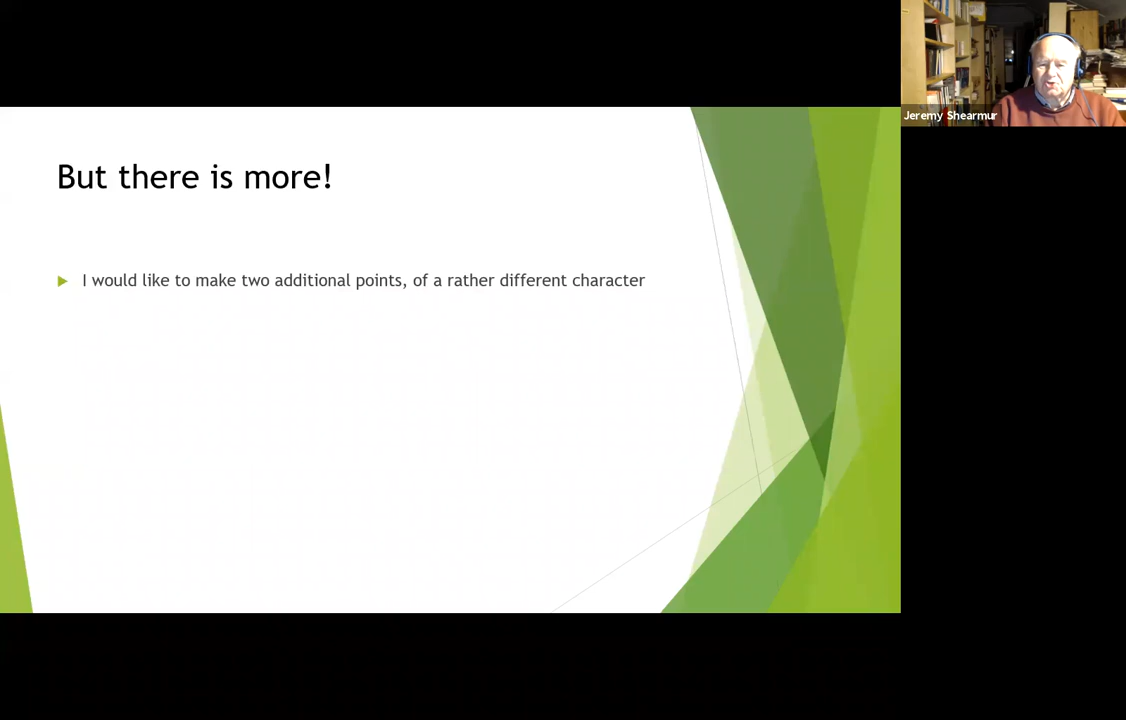 Jeremy Shearmur
But there is more!
I would like to make two additional points, of a rather different character